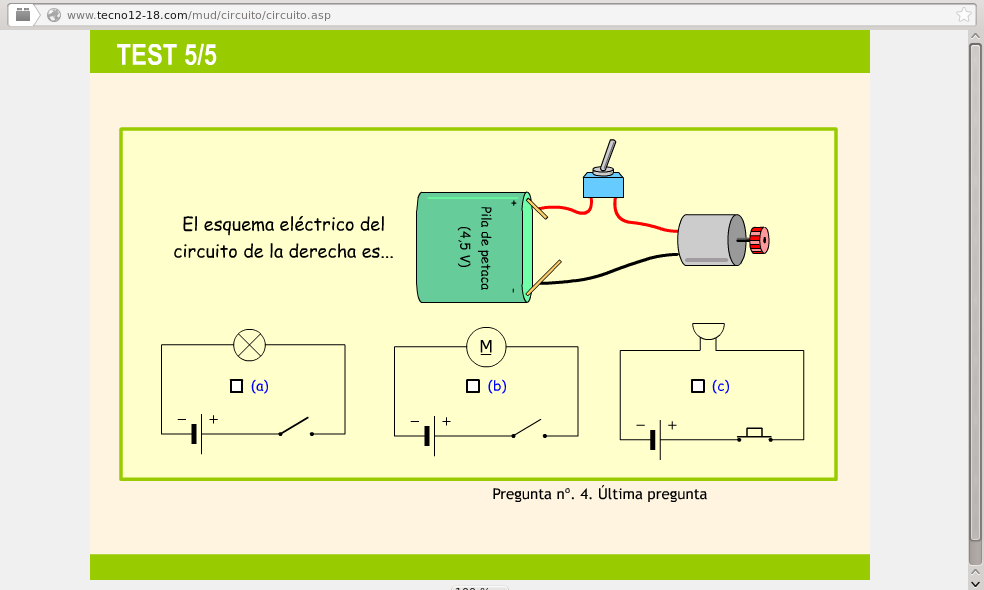 www.tecno12-18.com/mud/circuito/circuito.asp
TEST 5/5
El esquema eléctrico del
circuito de la derecha es...
Pila de petaca
(4,5 V)
+
-
M
(a)
(b)
(c)
− +
− +
− +
Pregunta nº. 4. Última pregunta